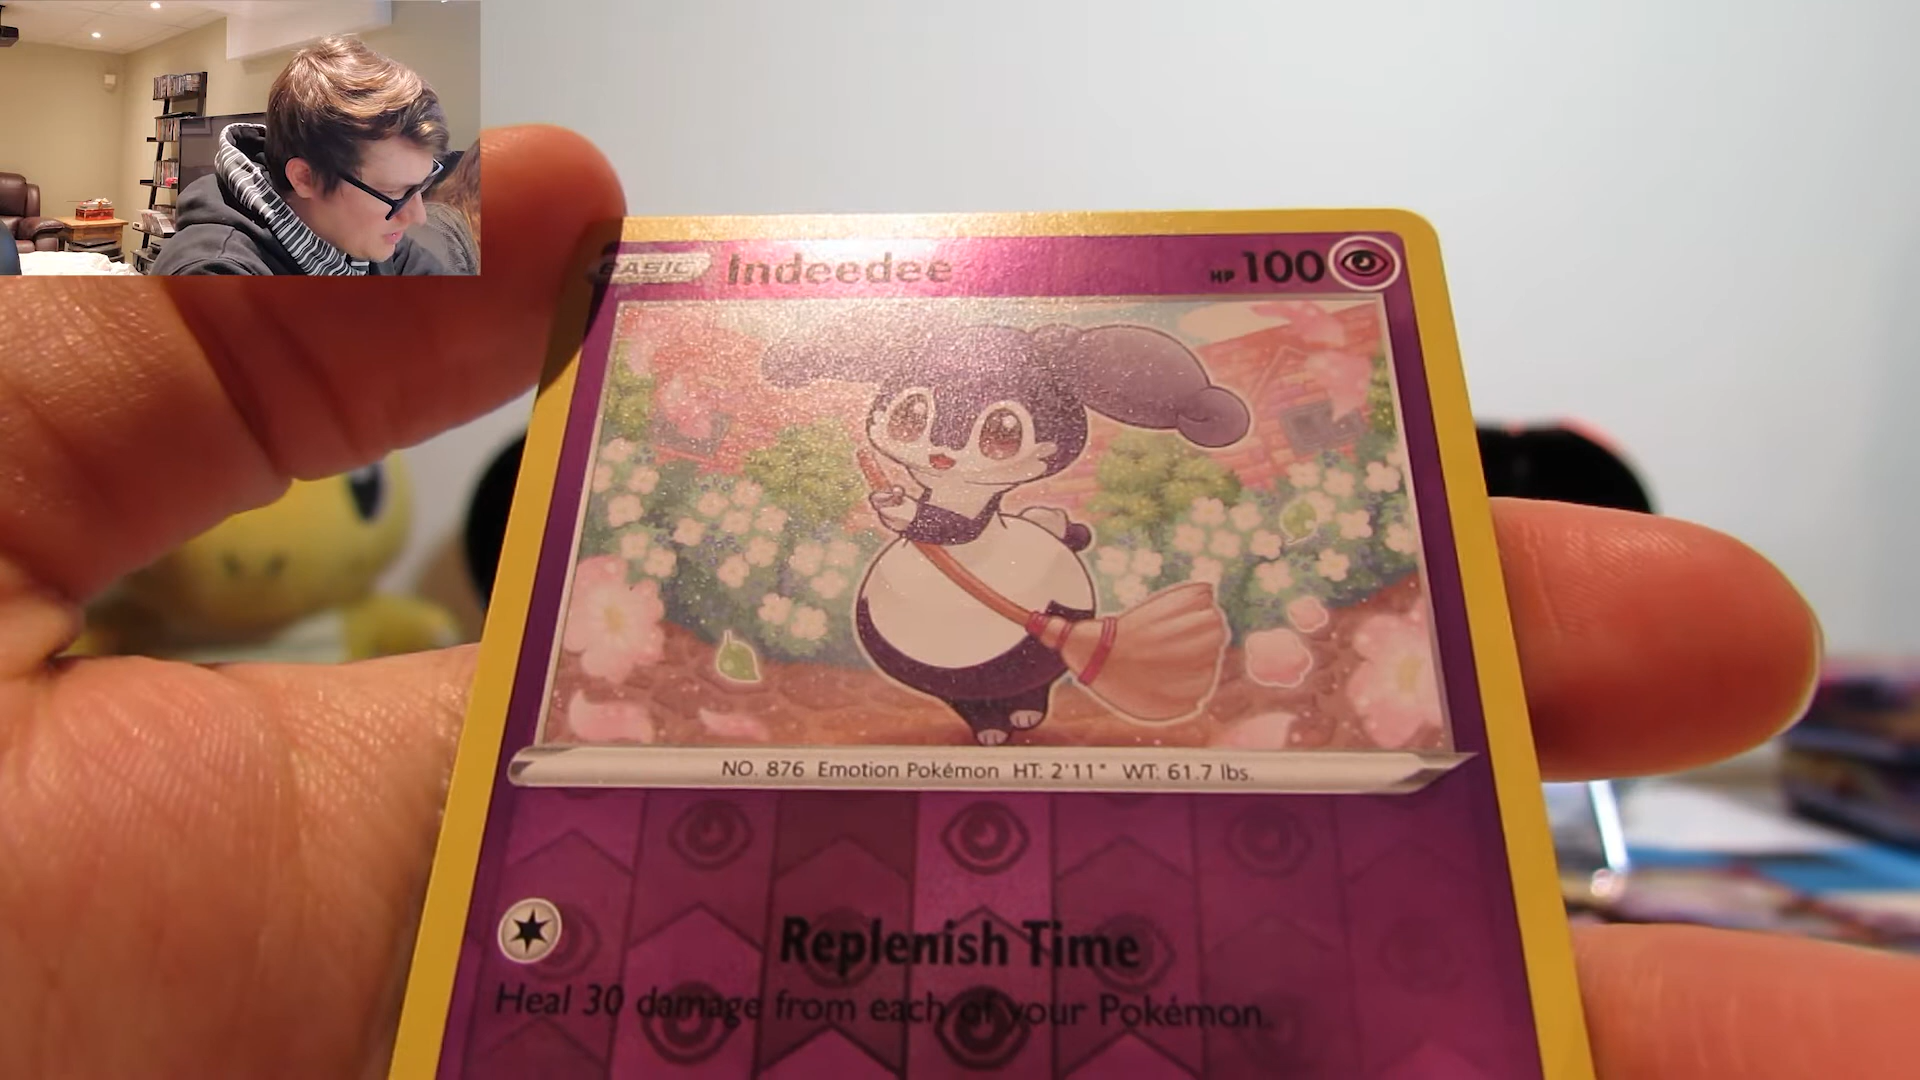 BASIC Indeedee HP 100
NO. 876 Emotion Pokémon HT: 2'11" WT: 61.7 lbs.
Replenish Time
Heal 30 damage from each of your Pokémon.